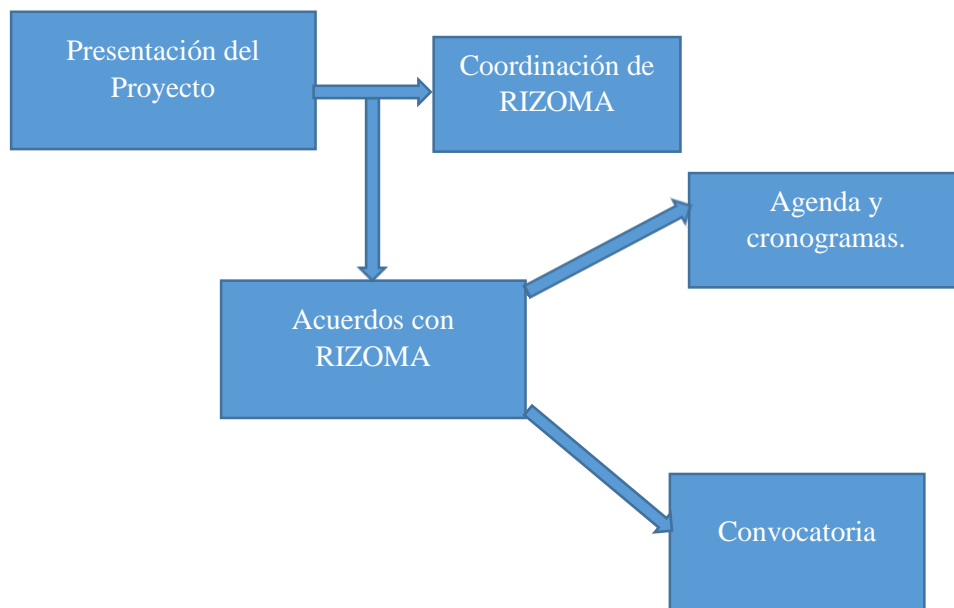 Presentación del
Proyecto
Coordinación de
RIZOMA
Agenda y
cronogramas.
Acuerdos con
RIZOMA
Convocatoria